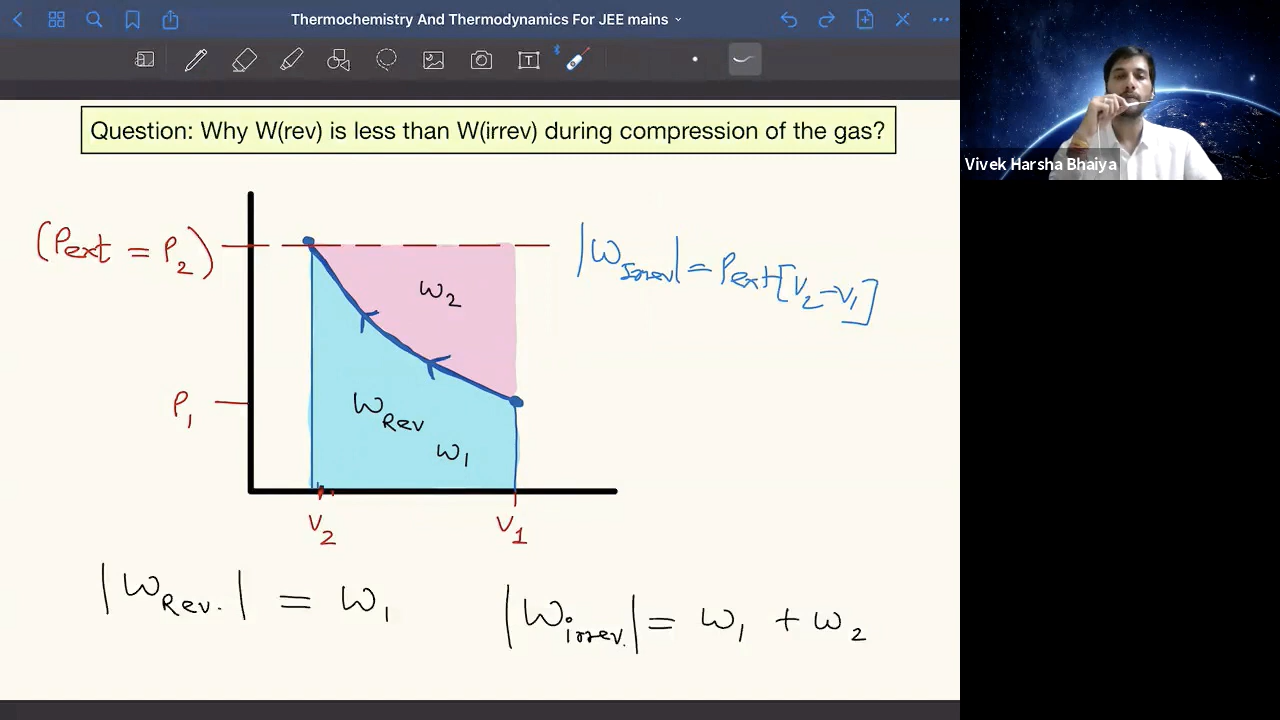 Thermochemistry And Thermodynamics For JEE mains
T
Question: Why W(rev) is less than W(irrev) during compression of the gas?
Vivek Harsha Bhaiya
(Pext = P2)
|WIrrev| = Pext[V2-V1]
W2
P1
WRev
W1
V2
V1
|WRev.| = W1
|Wirrev.| = W1 + W2